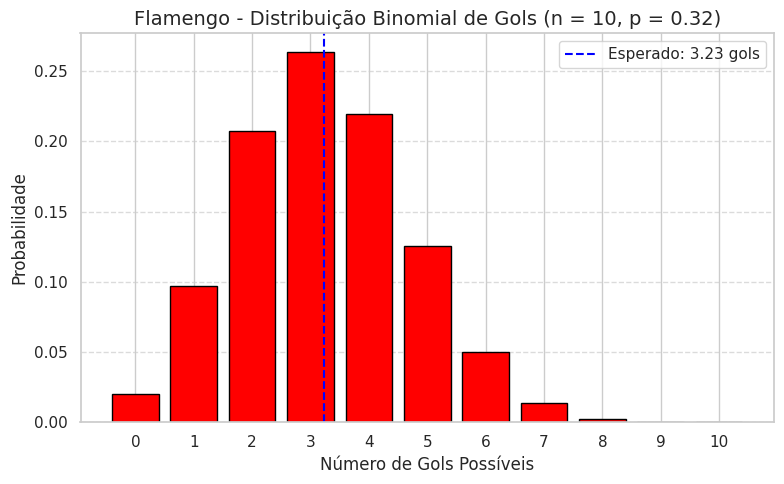 Flamengo - Distribuição Binomial de Gols (n = 10, p = 0.32)
Esperado: 3.23 gols
Probabilidade
0.25
0.20
0.15
0.10
0.05
0.00
0 1 2 3 4 5 6 7 8 9 10
Número de Gols Possíveis